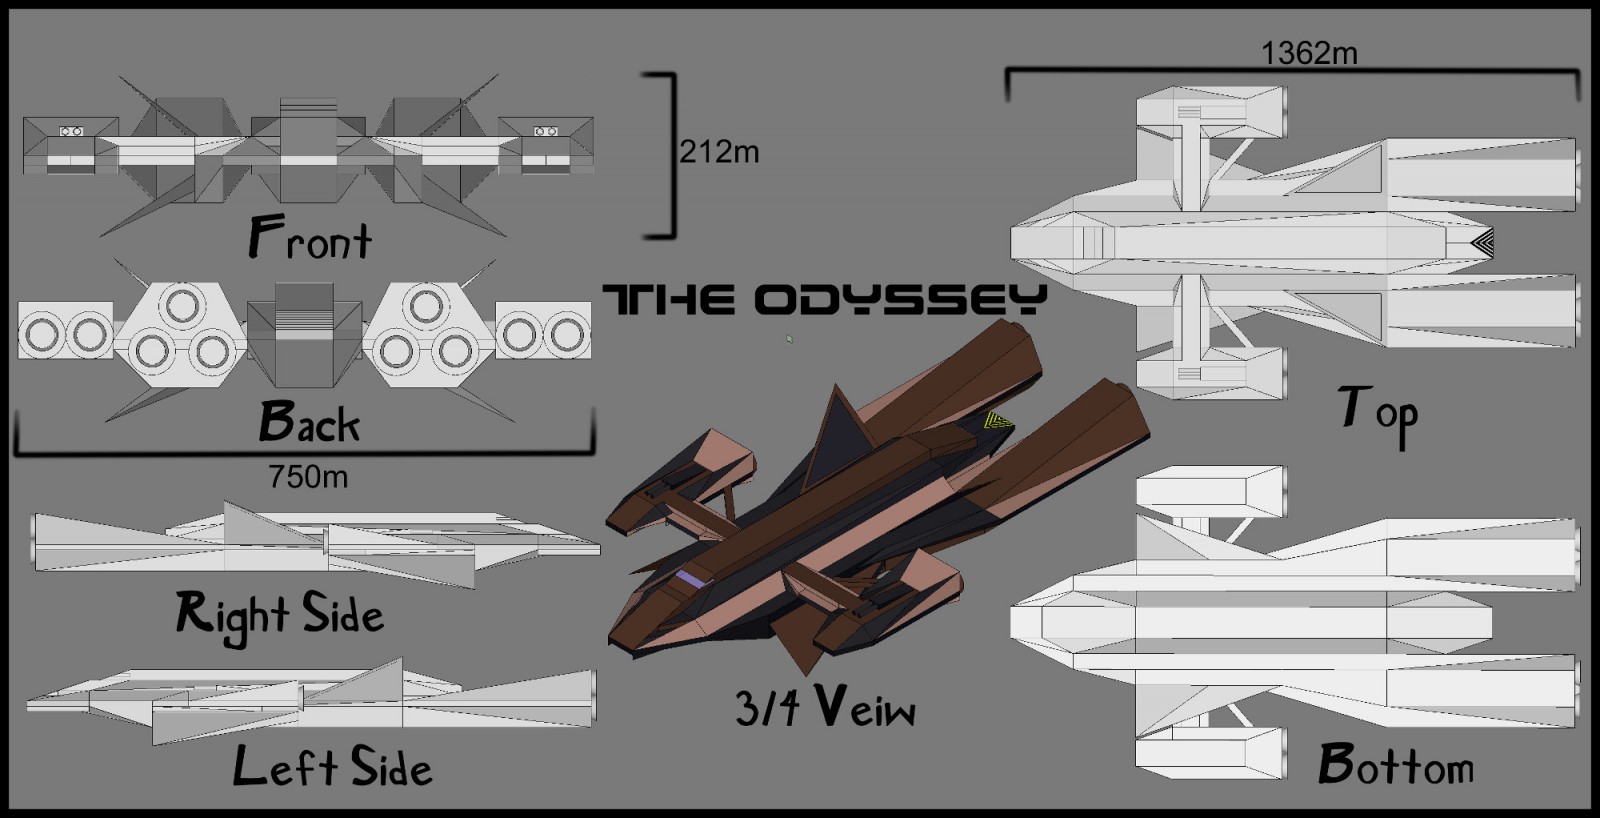 1362m
212m
Front
THE ODYSSEY
Back
Top
750m
Right Side
3/4 Veiw
Left Side
Bottom